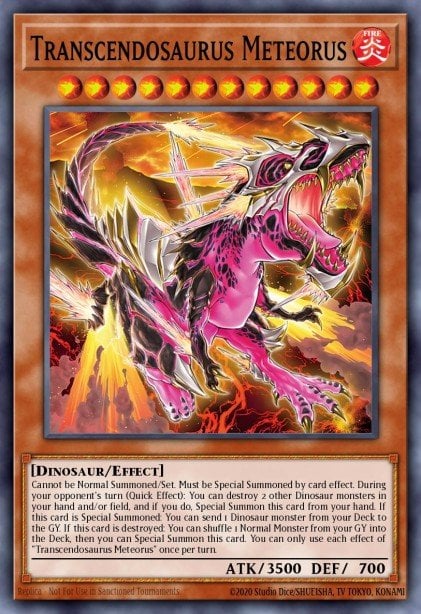 TRANSCENDOSAURUS METEORUS
FIRE
炎
[DINOSAUR/EFFECT]
Cannot be Normal Summoned/Set. Must be Special Summoned by card effect. During
your opponent's turn (Quick Effect): You can destroy 2 other Dinosaur monsters in
your hand and/or field, and if you do, Special Summon this card from your hand. If
this card is Special Summoned: You can send 1 Dinosaur monster from your Deck to
the GY. If this card is destroyed: You can shuffle 1 Normal Monster from your GY into
the Deck, then you can Special Summon this card. You can only use each effect of
"Transcendosaurus Meteorus" once per turn.
ATK/3500 DEF/ 700
Replica - Not For Use in Sanctioned Tournaments
©2020 Studio Dice/SHUEISHA, TV TOKYO, KONAMI